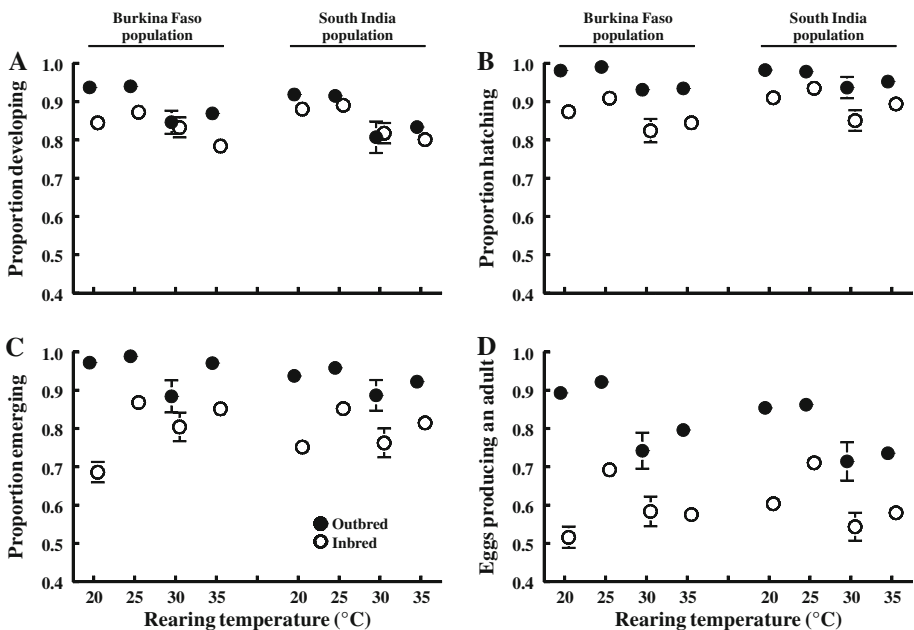 Burkina Faso
population
South India
population
Burkina Faso
population
South India
population
A
Proportion developing
1.0
0.9
0.8
0.7
0.6
0.5
0.4
B
Proportion hatching
1.0
0.9
0.8
0.7
0.6
0.5
0.4
C
Proportion emerging
1.0
0.9
0.8
0.7
0.6
0.5
0.4
Outbred
Inbred
20 25 30 35 20 25 30 35
Rearing temperature (°C)
D
Eggs producing an adult
1.0
0.9
0.8
0.7
0.6
0.5
0.4
20 25 30 35 20 25 30 35
Rearing temperature (°C)